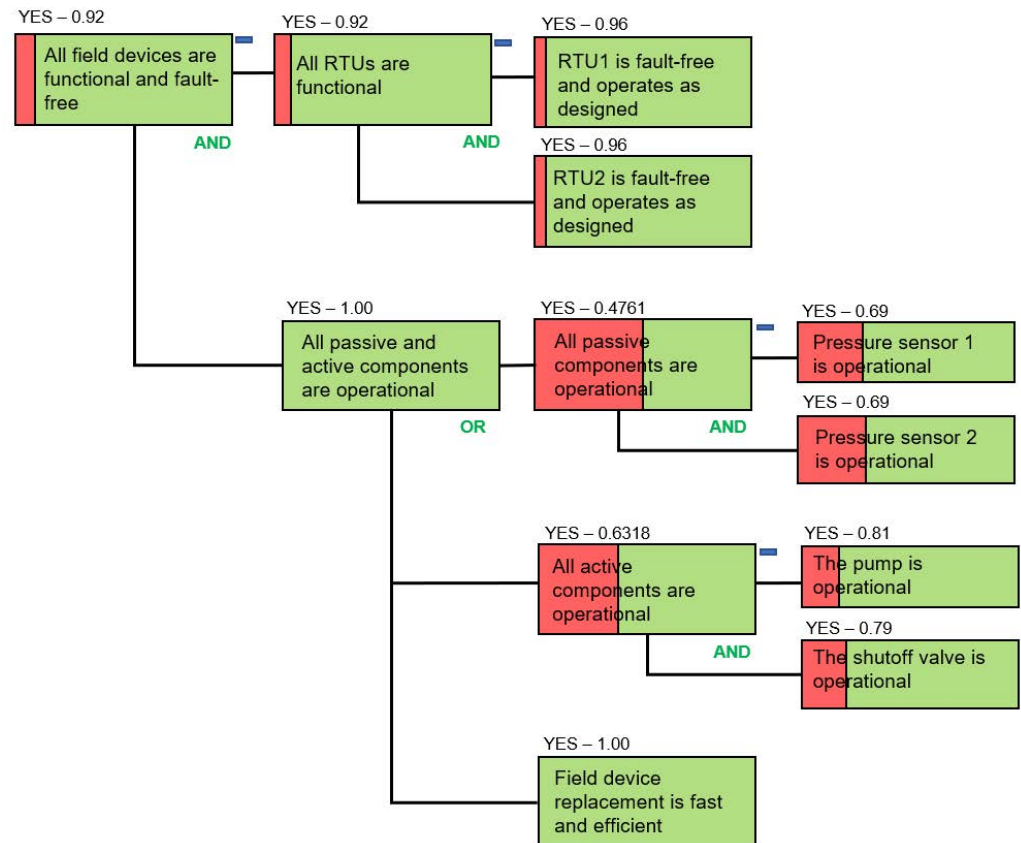 YES – 0.92
All field devices are
functional and fault-
free
AND
YES – 0.92
All RTUs are
functional
AND
YES – 0.96
RTU1 is fault-free
and operates as
designed
YES – 0.96
RTU2 is fault-free
and operates as
designed
YES – 1.00
All passive and
active components
are operational
OR
YES – 0.4761
All passive
components are
operational
AND
YES – 0.69
Pressure sensor 1
is operational
YES – 0.69
Pressure sensor 2
is operational
YES – 0.6318
All active
components are
operational
AND
YES – 0.81
The pump is
operational
YES – 0.79
The shutoff valve is
operational
YES – 1.00
Field device
replacement is fast
and efficient